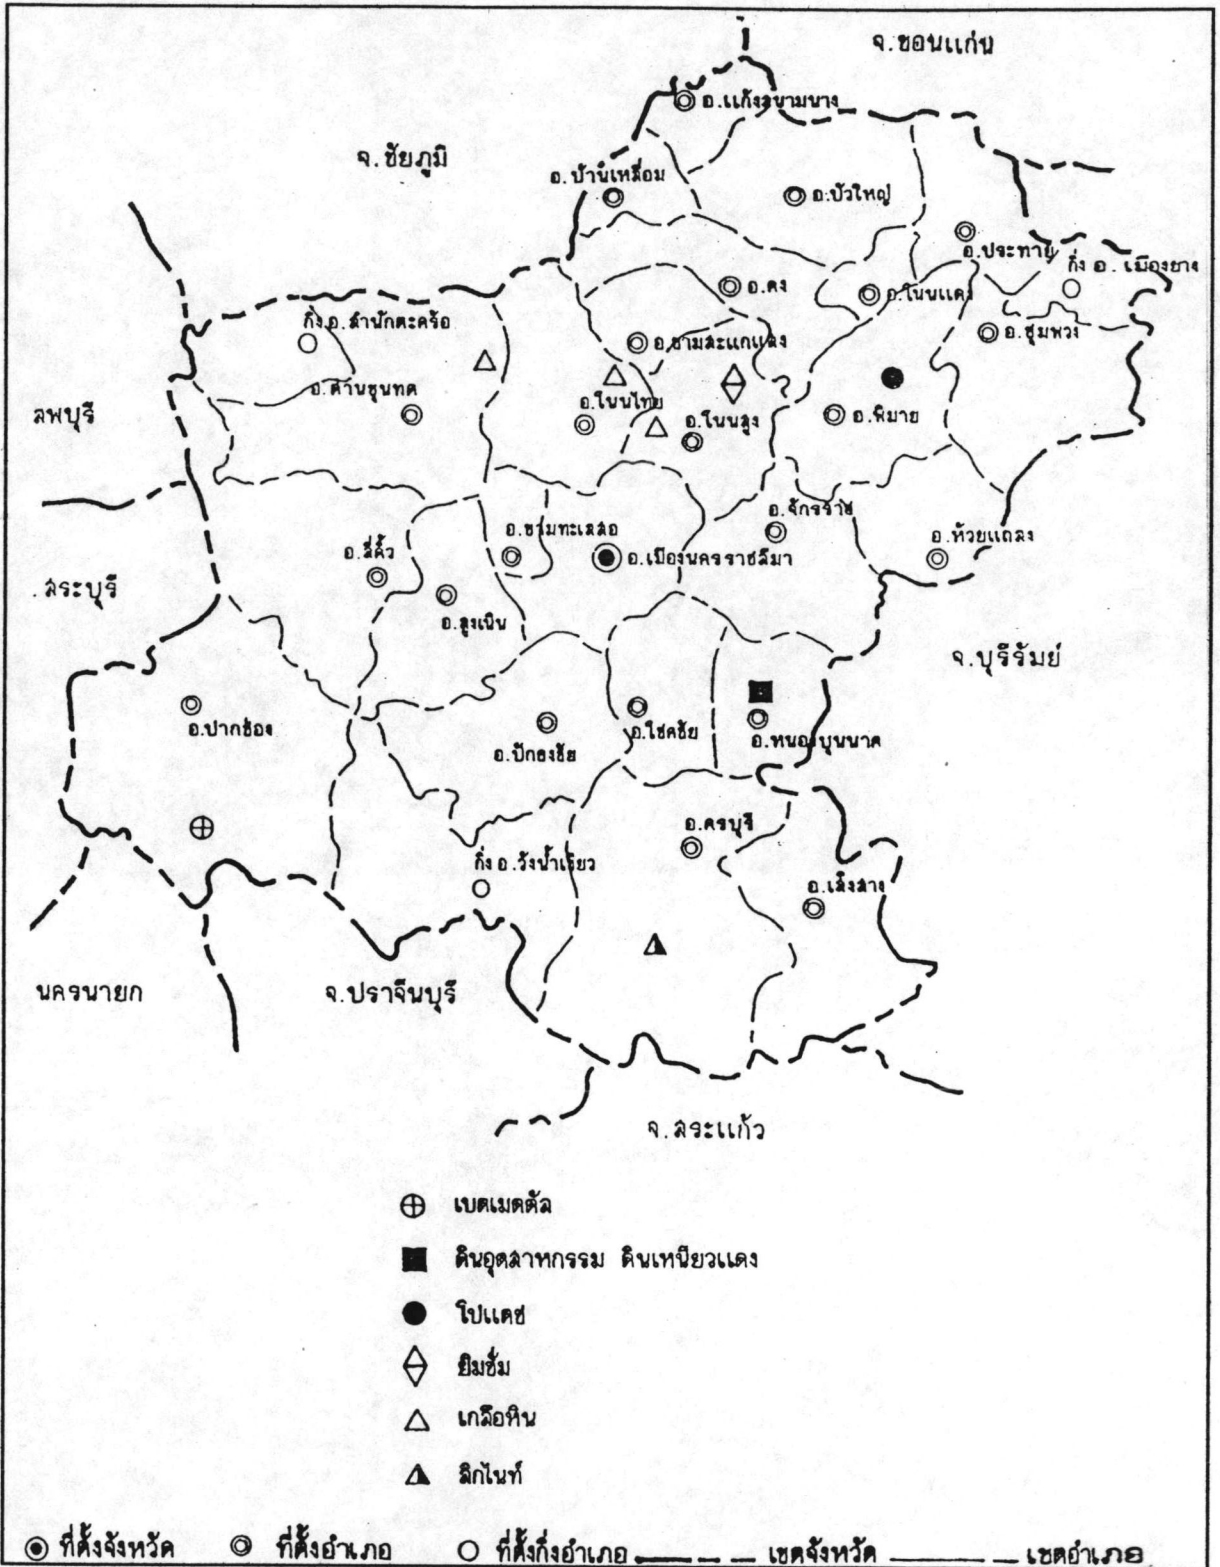 จ.ขอนแก่น
อ.แก้งสนามนาง
จ.ชัยภูมิ
อ.บ้านเหลื่อม
อ.บัวใหญ่
อ.ประทาย
กิ่ง อ. เมืองยาง
อ.คง
อ.โนนแดง
กิ่ง.อ.สำนักตะคร้อ
อ.ขามสะแกแสง
อ.ชุมพวง
อ.ด่านขุนทด
ลพบุรี
อ.โนนไทย
อ.โนนสูง
อ.พิมาย
อ.จักรราช
อ.ขามทะเลสอ
อ.สีคิ้ว
อ.เมืองนครราชสีมา
อ.ห้วยแถลง
สระบุรี
อ.สูงเนิน
จ.บุรีรัมย์
อ.ปากช่อง
อ.โชคชัย
อ.หนองบุนนาค
อ.ปักธงชัย
อ.ครบุรี
กิ่ง อ.วังน้ำเขียว
อ.เสิงสาง
นครนายก
จ.ปราจีนบุรี
จ.สระแก้ว
เบตเมตตัล
ดินอุตสาหกรรม ดินเหนียวแดง
โปแตช
ยิมซั่ม
เกลือหิน
ลิกไนท์
ที่ตั้งจังหวัด ที่ตั้งอำเภอ ที่ตั้งกิ่งอำเภอ เขตจังหวัด เขตอำเภอ